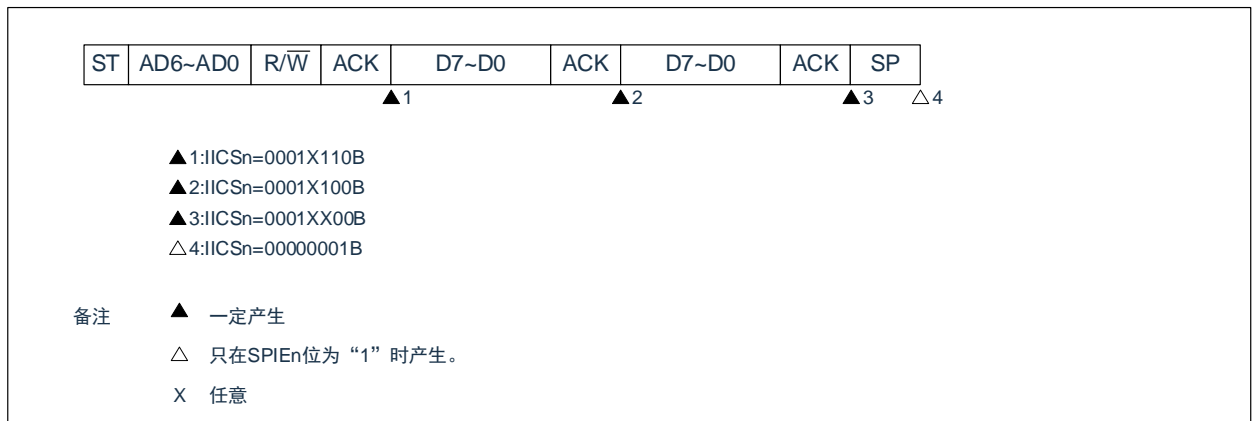 ST AD6~AD0 R/W̅ ACK D7~D0 ACK D7~D0 ACK SP
▲1 ▲2 ▲3 △4
▲1:IICSn=0001X110B
▲2:IICSn=0001X100B
▲3:IICSn=0001XX00B
△4:IICSn=00000001B
备注 ▲ 一定产生
△ 只在SPIEn位为“1”时产生。
X 任意